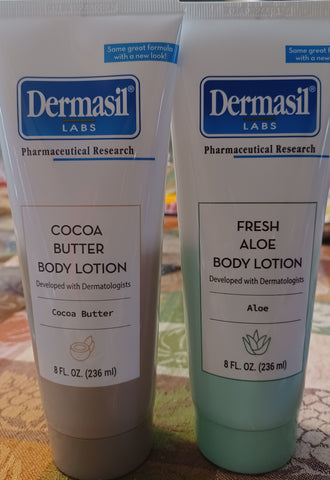 Same great formula
with a new look!
Dermasil®
LABS
Pharmaceutical Research
COCOA
BUTTER
BODY LOTION
Developed with Dermatologists
Cocoa Butter
8 FL. OZ. (236 ml)
Same great
with a new
Dermasil®
LABS
Pharmaceutical Research
FRESH
ALOE
BODY LOTION
Developed with Dermatologists
Aloe
8 FL. OZ. (236 ml)